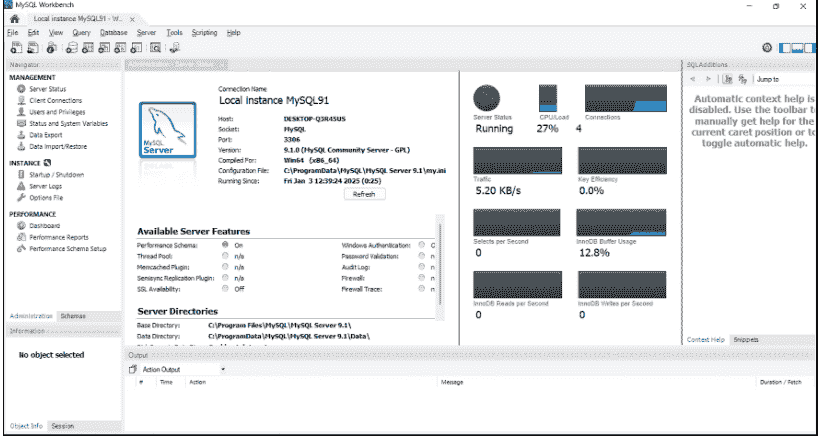 MySQL Workbench
Local instance MySQL91 - W... ×
File Edit View Query Database Server Tools Scripting Help
Navigator
MANAGEMENT
Server Status
Client Connections
Users and Privileges
Status and System Variables
Data Export
Data Import/Restore
INSTANCE
Startup / Shutdown
Server Logs
Options File
PERFORMANCE
Dashboard
Performance Reports
Performance Schema Setup
Administration Schemas
Information
No object selected
Object Info Session
MySQL
Server
Connection Name
Local instance MySQL91
Host: DESKTOP-Q3R45US
Socket: MySQL
Port: 3306
Version: 9.1.0 (MySQL Community Server - GPL)
Compiled For: Win64 (x86_64)
Configuration File: C:\ProgramData\MySQL\MySQL Server 9.1\my.ini
Running Since: Fri Jan 3 12:39:24 2025 (0:25)
Refresh
Available Server Features
Performance Schema: On Windows Authentication: O
Thread Pool: n/a Password Validation: n
Memcached Plugin: n/a Audit Log: n
Semisync Replication Plugin: n/a Firewall: n
SSL Availability: Off Firewall Trace: n
Server Directories
Base Directory: C:\Program Files\MySQL\MySQL Server 9.1\
Data Directory: C:\ProgramData\MySQL\MySQL Server 9.1\Data\
Server Status CPU/Load Connections
Running 27% 4
Traffic Key Efficiency
5.20 KB/s 0.0%
Selects per Second InnoDB Buffer Usage
0 12.8%
InnoDB Reads per Second InnoDB Writes per Second
0 0
SQLAdditions
Jump to
Automatic context help is
disabled. Use the toolbar to
manually get help for the
current caret position or to
toggle automatic help.
Context Help Snippets
Output
Action Output
# Time Action Message Duration / Fetch